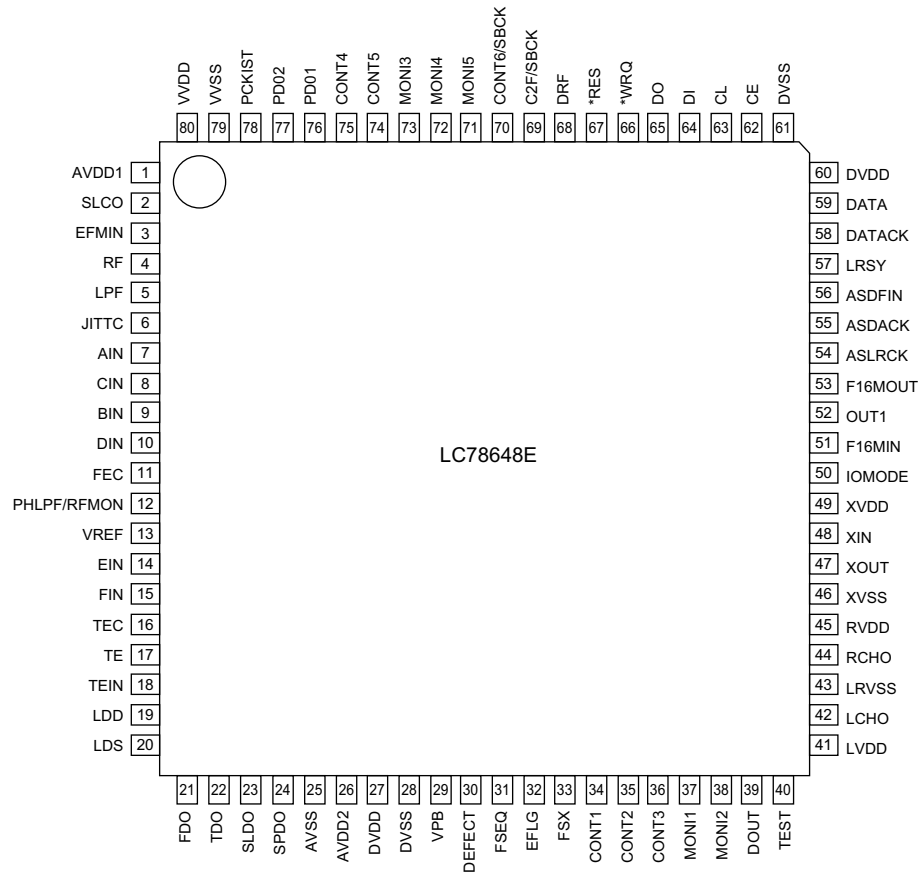 VVDD VVSS PCKIST PD02 PD01 CONT4 CONT5 MONI3 MONI4 MONI5 CONT6/SBCK C2F/SBCK DRF *RES *WRQ DO DI CL CE DVSS
80 79 78 77 76 75 74 73 72 71 70 69 68 67 66 65 64 63 62 61
AVDD1 1
SLCO 2
EFMIN 3
RF 4
LPF 5
JITTC 6
AIN 7
CIN 8
BIN 9
DIN 10
FEC 11
PHLPF/RFMON 12
VREF 13
EIN 14
FIN 15
TEC 16
TE 17
TEIN 18
LDD 19
LDS 20
LC78648E
60 DVDD
59 DATA
58 DATACK
57 LRSY
56 ASDFIN
55 ASDACK
54 ASLRCK
53 F16MOUT
52 OUT1
51 F16MIN
50 IOMODE
49 XVDD
48 XIN
47 XOUT
46 XVSS
45 RVDD
44 RCHO
43 LRVSS
42 LCHO
41 LVDD
21 22 23 24 25 26 27 28 29 30 31 32 33 34 35 36 37 38 39 40
FDO TDO SLDO SPDO AVSS AVDD2 DVDD DVSS VPB DEFECT FSEQ EFLG FSX CONT1 CONT2 CONT3 MONI1 MONI2 DOUT TEST